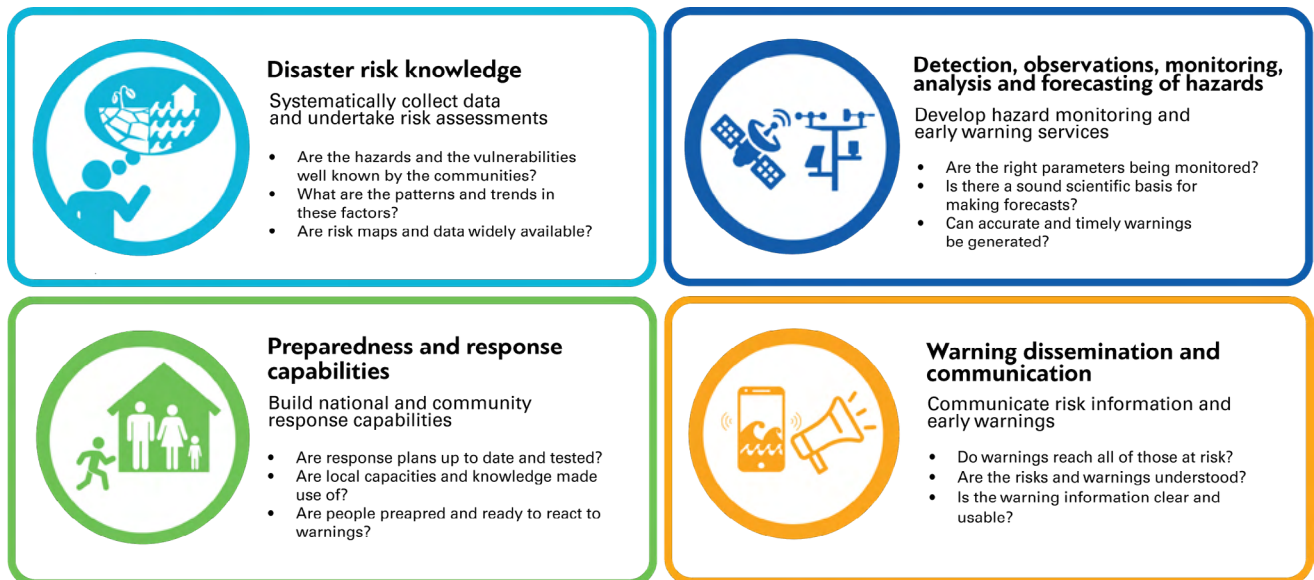 Disaster risk knowledge
Systematically collect data
and undertake risk assessments
• Are the hazards and the vulnerabilities
well known by the communities?
• What are the patterns and trends in
these factors?
• Are risk maps and data widely available?
Detection, observations, monitoring,
analysis and forecasting of hazards
Develop hazard monitoring and
early warning services
• Are the right parameters being monitored?
• Is there a sound scientific basis for
making forecasts?
• Can accurate and timely warnings
be generated?
Preparedness and response
capabilities
Build national and community
response capabilities
• Are response plans up to date and tested?
• Are local capacities and knowledge made
use of?
• Are people preapred and ready to react to
warnings?
Warning dissemination and
communication
Communicate risk information and
early warnings
• Do warnings reach all of those at risk?
• Are the risks and warnings understood?
• Is the warning information clear and
usable?